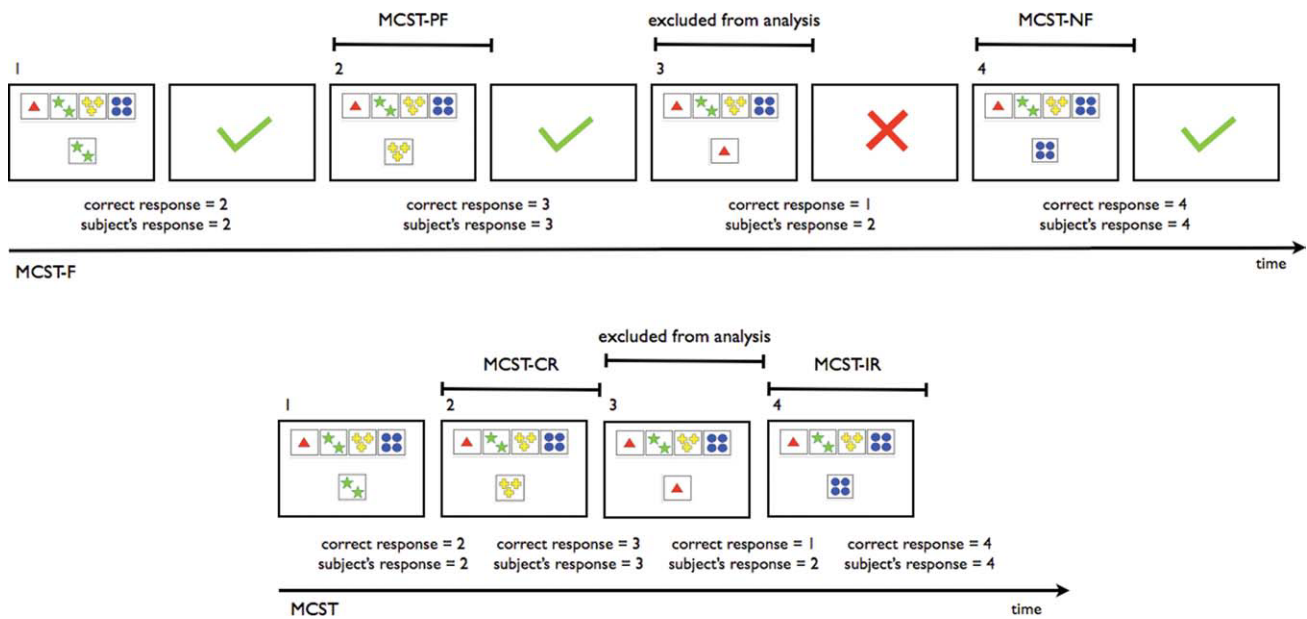 MCST-PF excluded from analysis MCST-NF
1 2 3 4
correct response = 2 correct response = 3 correct response = 1 correct response = 4
subject's response = 2 subject's response = 3 subject's response = 2 subject's response = 4
MCST-F time
excluded from analysis
MCST-CR MCST-IR
1 2 3 4
correct response = 2 correct response = 3 correct response = 1 correct response = 4
subject's response = 2 subject's response = 3 subject's response = 2 subject's response = 4
MCST time